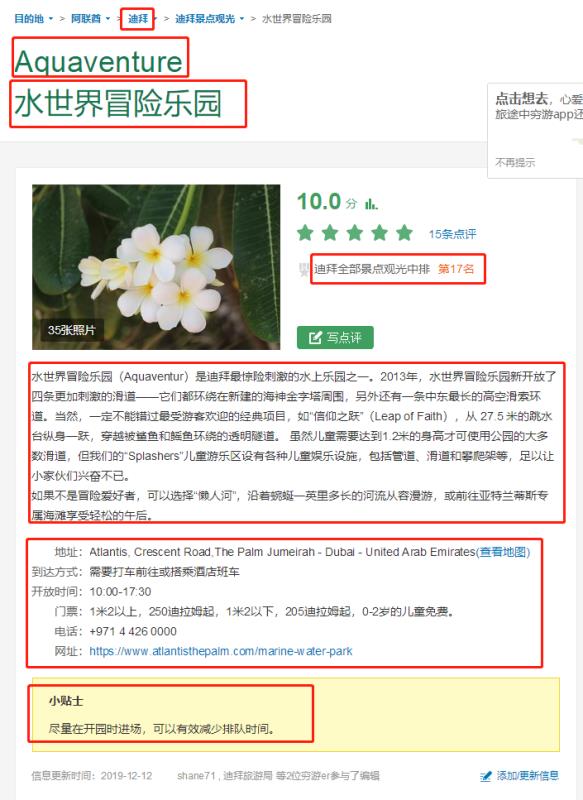 目的地 > 阿联酋 > 迪拜 > 迪拜景点观光 > 水世界冒险乐园
Aquaventure
水世界冒险乐园
点击想去，心爱
旅途中穷游app还
不再提示
10.0 分
15条点评
迪拜全部景点观光中排 第17名
35张照片
写点评
水世界冒险乐园（Aquaventur）是迪拜最惊险刺激的水上乐园之一。2013年，水世界冒险乐园新开放了
四条更加刺激的滑道——它们都环绕在新建的海神金字塔周围，另外还有一条中东最长的高空滑索环
道。当然，一定不能错过最受游客欢迎的经典项目，如“信仰之跃”（Leap of Faith），从 27.5 米的跳水
台纵身一跃，穿越被鲨鱼和鳐鱼环绕的透明隧道。 虽然儿童需要达到1.2米的身高才可使用公园的大多
数滑道，但我们的“Splashers”儿童游乐区设有各种儿童娱乐设施，包括管道、滑道和攀爬架等，足以让
小家伙们兴奋不已。
如果不是冒险爱好者，可以选择“懒人河”，沿着蜿蜒一英里多长的河流从容漫游，或前往亚特兰蒂斯专
属海滩享受轻松的午后。
地址：Atlantis, Crescent Road,The Palm Jumeirah - Dubai - United Arab Emirates(查看地图)
到达方式：需要打车前往或搭乘酒店班车
开放时间：10:00-17:30
门票：1米2以上，250迪拉姆起，1米2以下，205迪拉姆起，0-2岁的儿童免费。
电话：+971 4 426 0000
网址：https://www.atlantisthepalm.com/marine-water-park
小贴士
尽量在开园时进场，可以有效减少排队时间。
信息更新时间：2019-12-12 shane71 , 迪拜旅游局 等2位穷游er参与了编辑 添加/更新信息